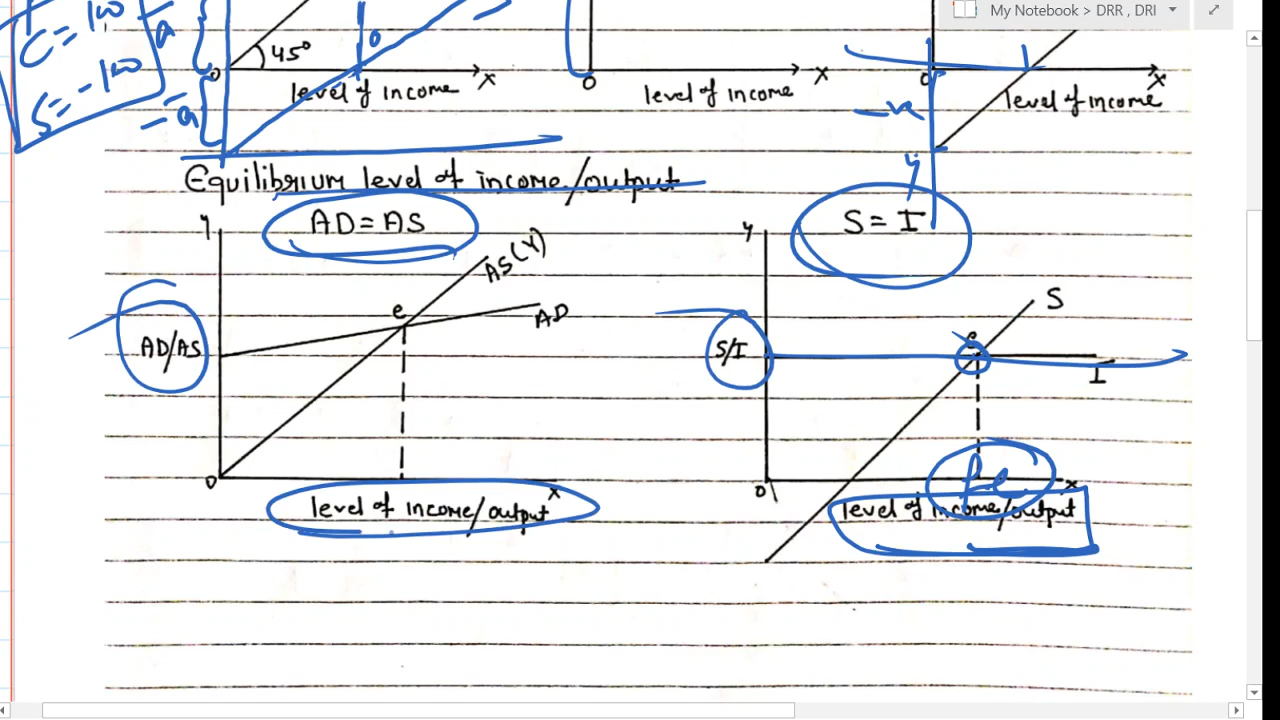 My Notebook > DRR , DRI
C = 100
S = -100
ā
-ā
0
45°
level of income
x
0
level of income
x
0
level of income
x
-x
y
Equilibrium level of income/output
AD=AS
S=I
y
AS(Y)
e
AD
AD/AS
0
level of income/output
x
y
S
S/I
e
I
0
fe
x
level of income/output